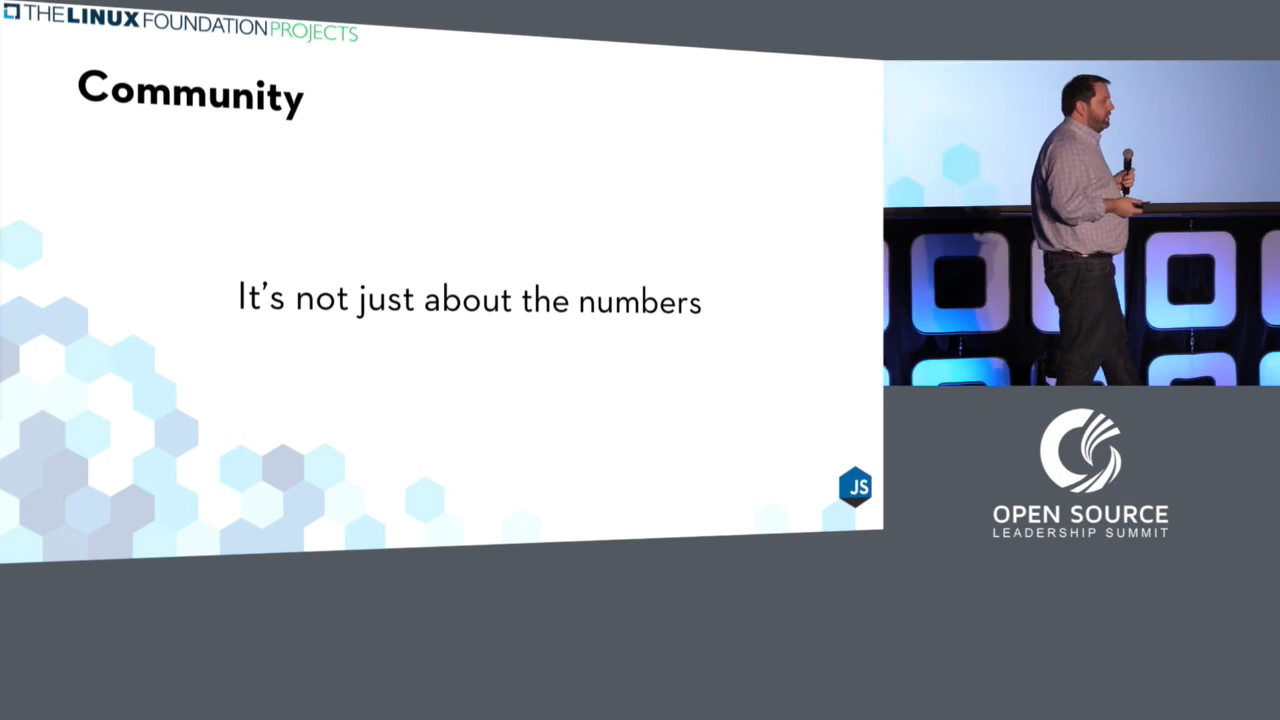 THE LINUX FOUNDATION PROJECTS
Community
It's not just about the numbers
JS
OPEN SOURCE
LEADERSHIP SUMMIT